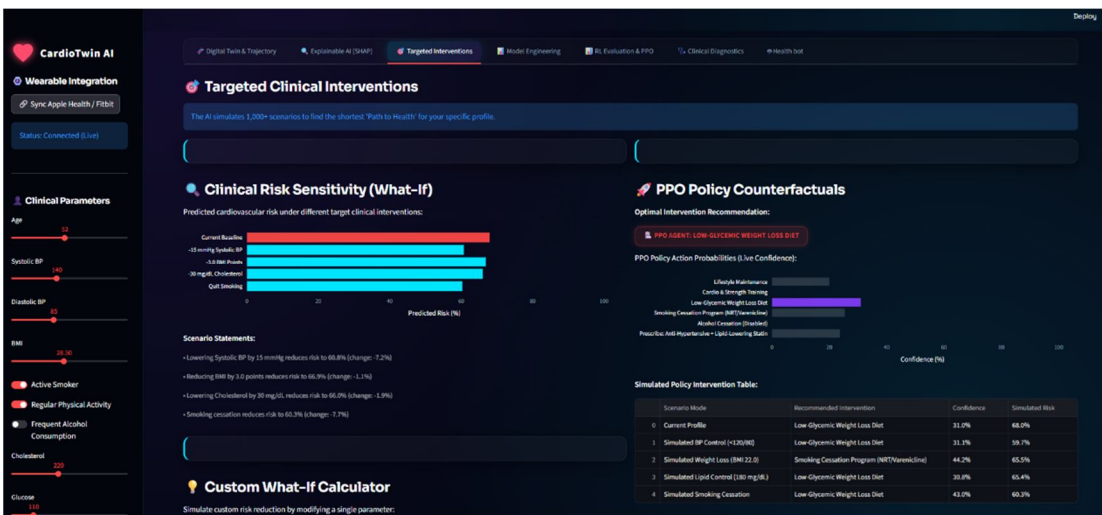 Deploy
CardioTwin AI
Wearable Integration
Sync Apple Health / Fitbit
Status: Connected (Live)
Clinical Parameters
Age
52
Systolic BP
140
Diastolic BP
85
BMI
28.00
Active Smoker
Regular Physical Activity
Frequent Alcohol
Consumption
Cholesterol
220
Glucose
110
Digital Twin & Trajectory
Explainable AI (SHAP)
Targeted Interventions
Model Engineering
RL Evaluation & PPO
Clinical Diagnostics
Health bot
Targeted Clinical Interventions
The AI simulates 1,000+ scenarios to find the shortest 'Path to Health' for your specific profile.
Clinical Risk Sensitivity (What-If)
Predicted cardiovascular risk under different target clinical interventions:
Current Baseline
-15 mmHg Systolic BP
-3.0 BMI Points
-30 mg/dL Cholesterol
Quit Smoking
0 20 40 60 80 100
Predicted Risk (%)
Scenario Statements:
• Lowering Systolic BP by 15 mmHg reduces risk to 60.8% (change: -7.2%)
• Reducing BMI by 3.0 points reduces risk to 66.9% (change: -1.1%)
• Lowering Cholesterol by 30 mg/dL reduces risk to 66.0% (change: -1.9%)
• Smoking cessation reduces risk to 60.3% (change: -7.7%)
Custom What-If Calculator
Simulate custom risk reduction by modifying a single parameter:
PPO Policy Counterfactuals
Optimal Intervention Recommendation:
PPO AGENT: LOW-GLYCEMIC WEIGHT LOSS DIET
PPO Policy Action Probabilities (Live Confidence):
Lifestyle Maintenance
Cardio & Strength Training
Low-Glycemic Weight Loss Diet
Smoking Cessation Program (NRT/Varenicline)
Alcohol Cessation (Disabled)
Prescribe: Anti-Hypertensive + Lipid-Lowering Statin
0 20 40 60 80 100
Confidence (%)
Simulated Policy Intervention Table:
Scenario Mode Recommended Intervention Confidence Simulated Risk
0 Current Profile Low-Glycemic Weight Loss Diet 31.0% 68.0%
1 Simulated BP Control (<120/80) Low-Glycemic Weight Loss Diet 31.1% 59.7%
2 Simulated Weight Loss (BMI 22.0) Smoking Cessation Program (NRT/Varenicline) 44.2% 65.5%
3 Simulated Lipid Control (180 mg/dL) Low-Glycemic Weight Loss Diet 30.8% 65.4%
4 Simulated Smoking Cessation Low-Glycemic Weight Loss Diet 43.0% 60.3%